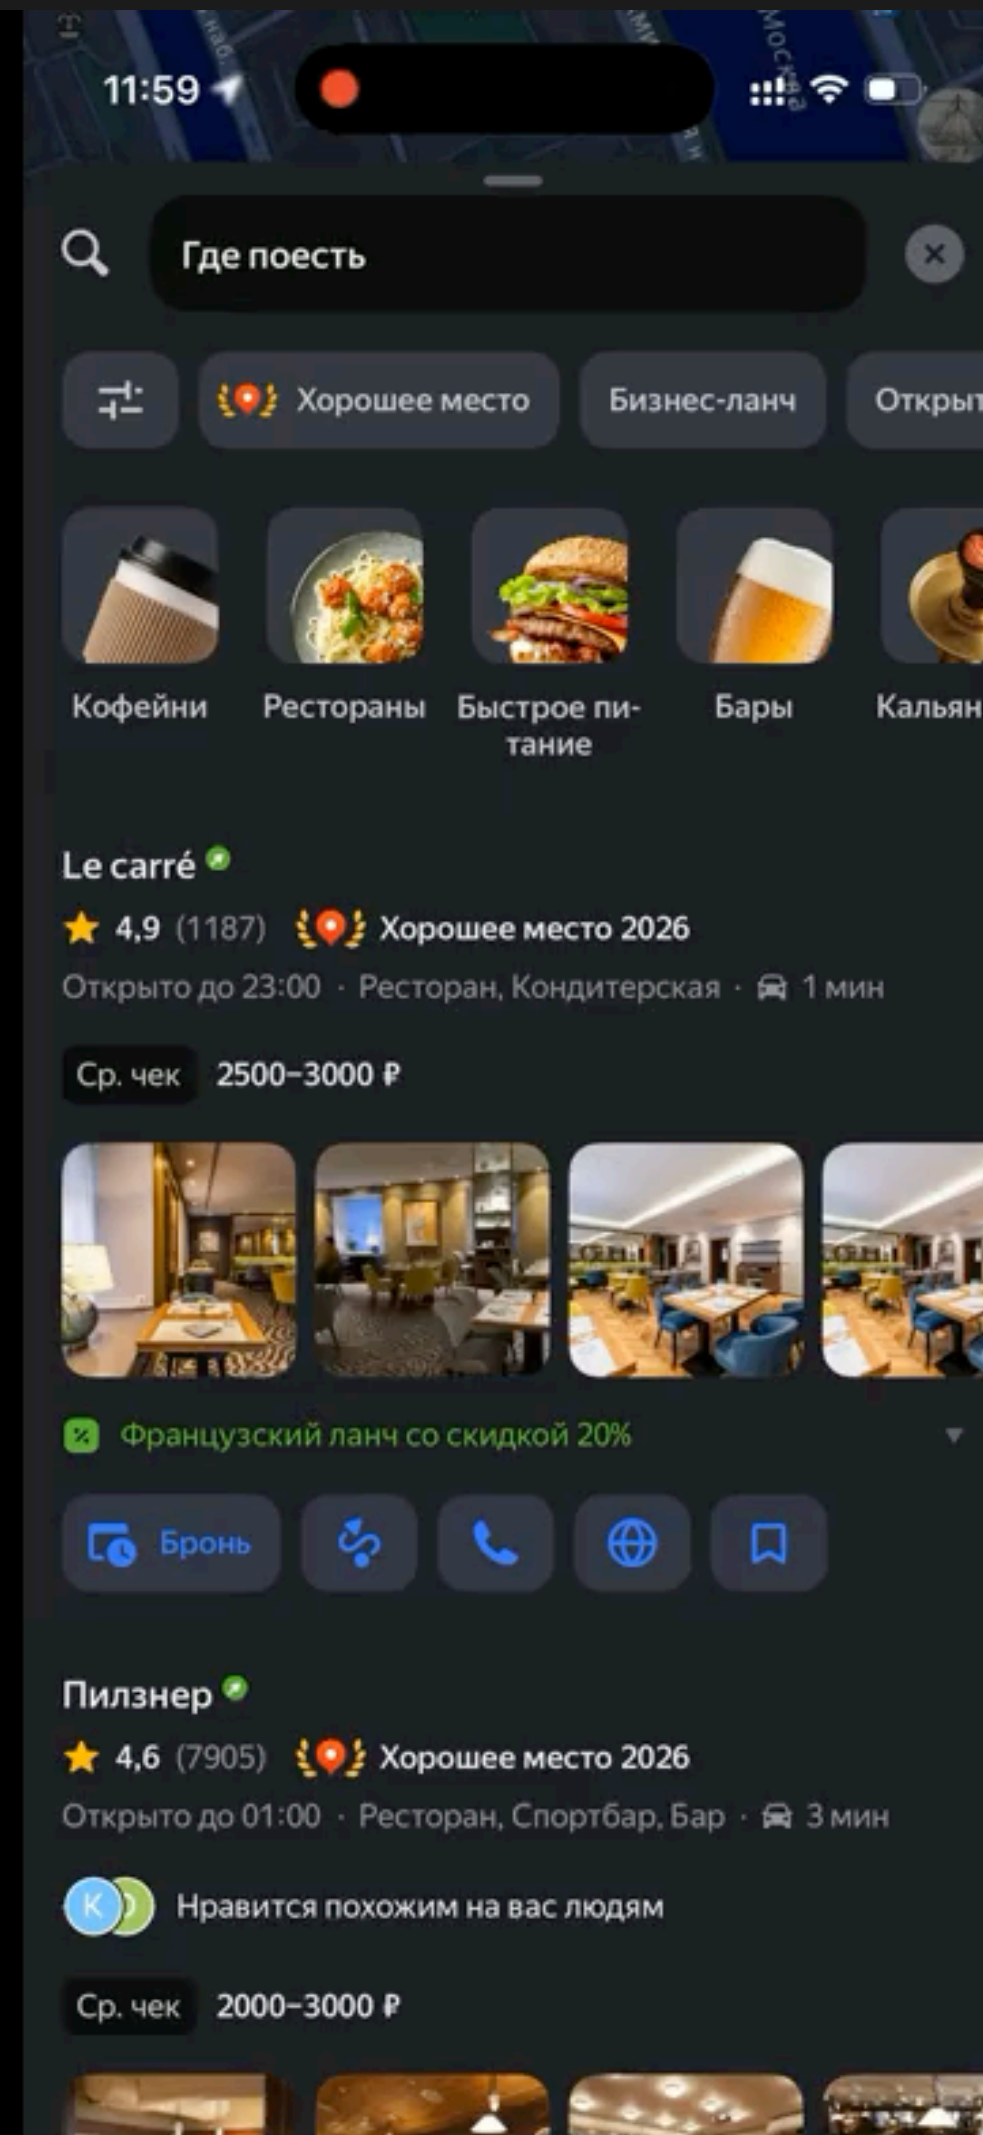 наб.
Москва
11:59
Где поесть
Хорошее место
Бизнес-ланч
Открыт
Кофейни
Рестораны
Быстрое пи-
тание
Бары
Кальян
Le carré
4,9 (1187) Хорошее место 2026
Открыто до 23:00 · Ресторан, Кондитерская · 1 мин
Ср. чек 2500–3000 ₽
Французский ланч со скидкой 20%
Бронь
Пилзнер
4,6 (7905) Хорошее место 2026
Открыто до 01:00 · Ресторан, Спортбар, Бар · 3 мин
К
Нравится похожим на вас людям
Ср. чек 2000–3000 ₽